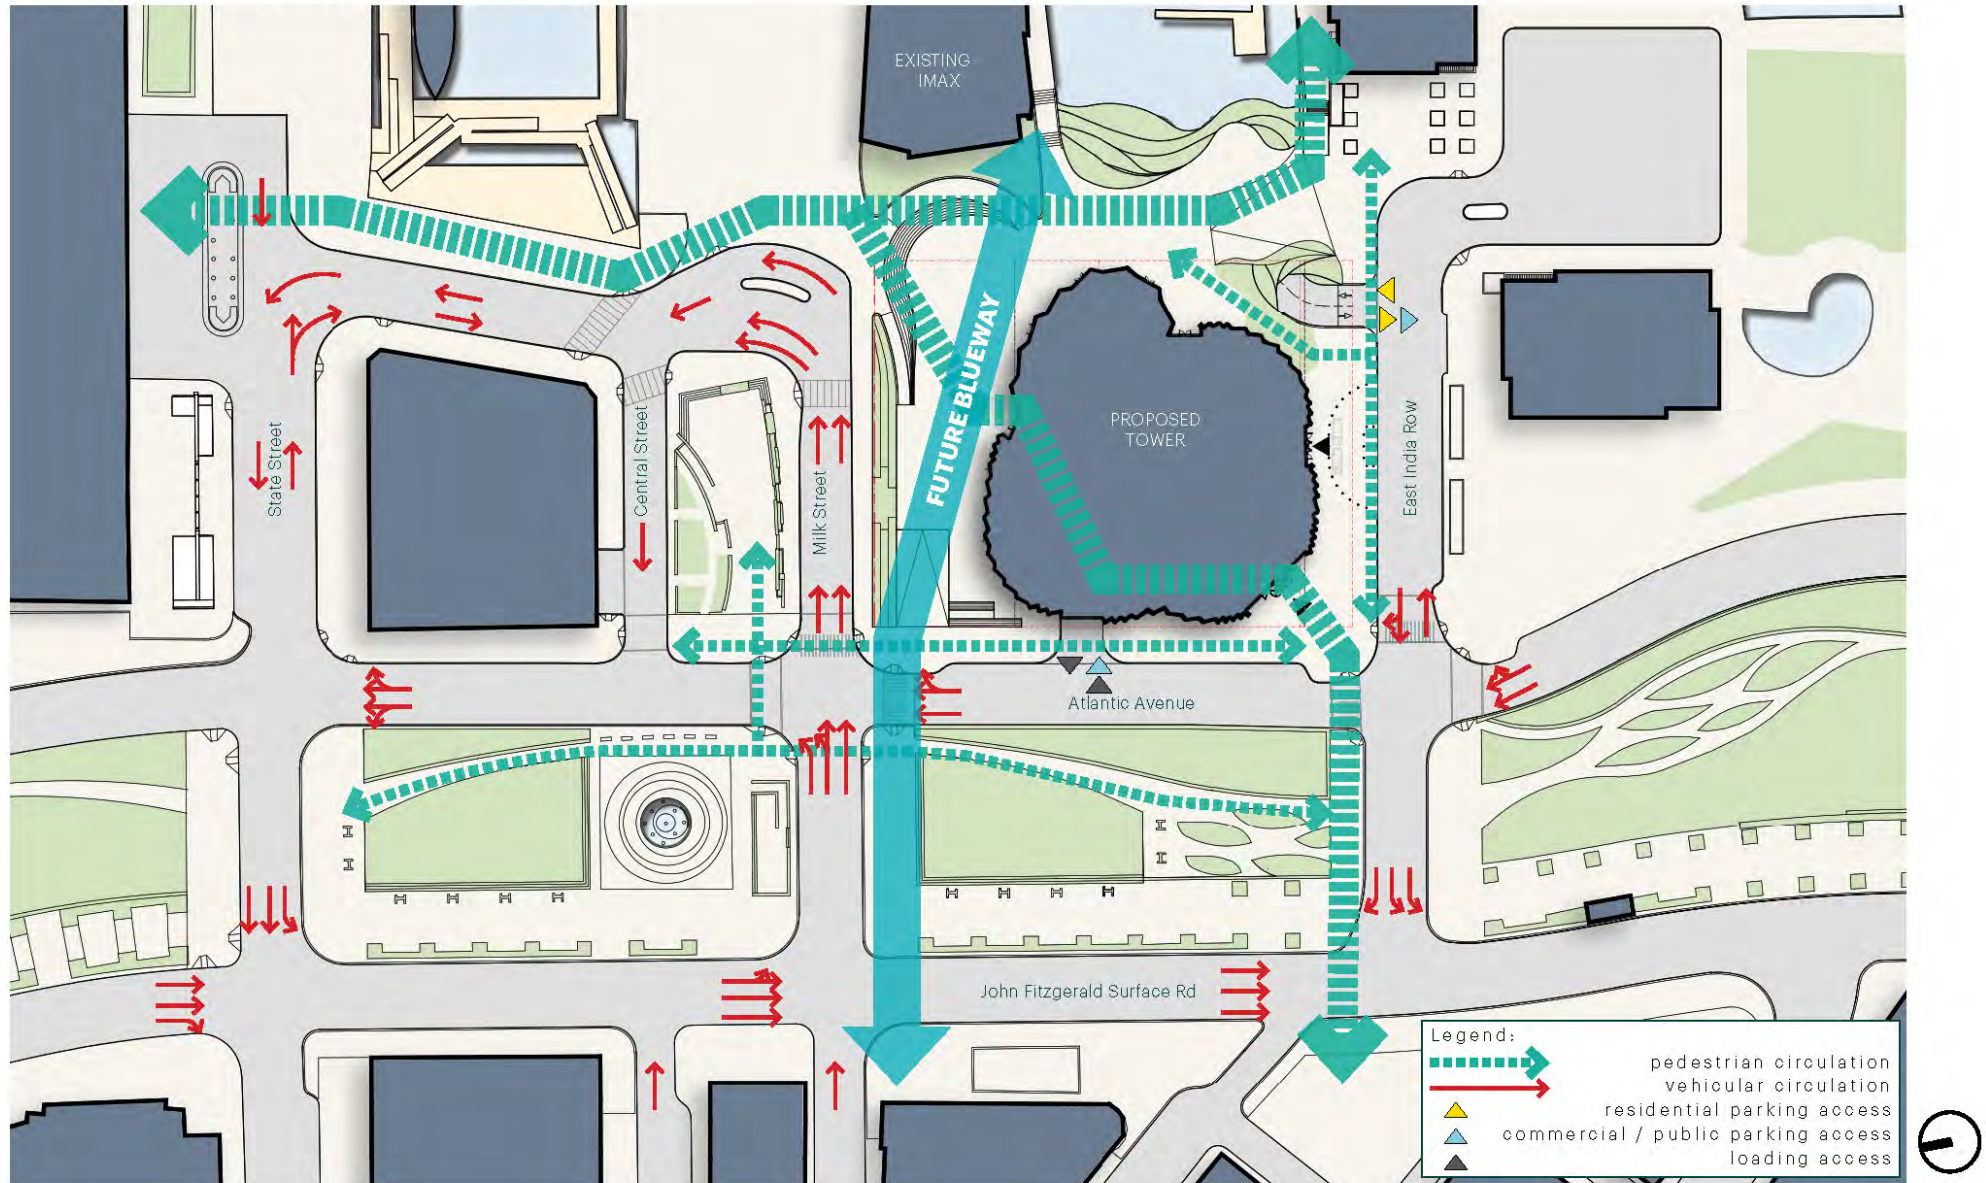 EXISTING
IMAX
FUTURE BLUEWAY
PROPOSED
TOWER
State Street
Central Street
Milk Street
East India Row
Atlantic Avenue
John Fitzgerald Surface Rd
Legend:
pedestrian circulation
vehicular circulation
residential parking access
commercial / public parking access
loading access